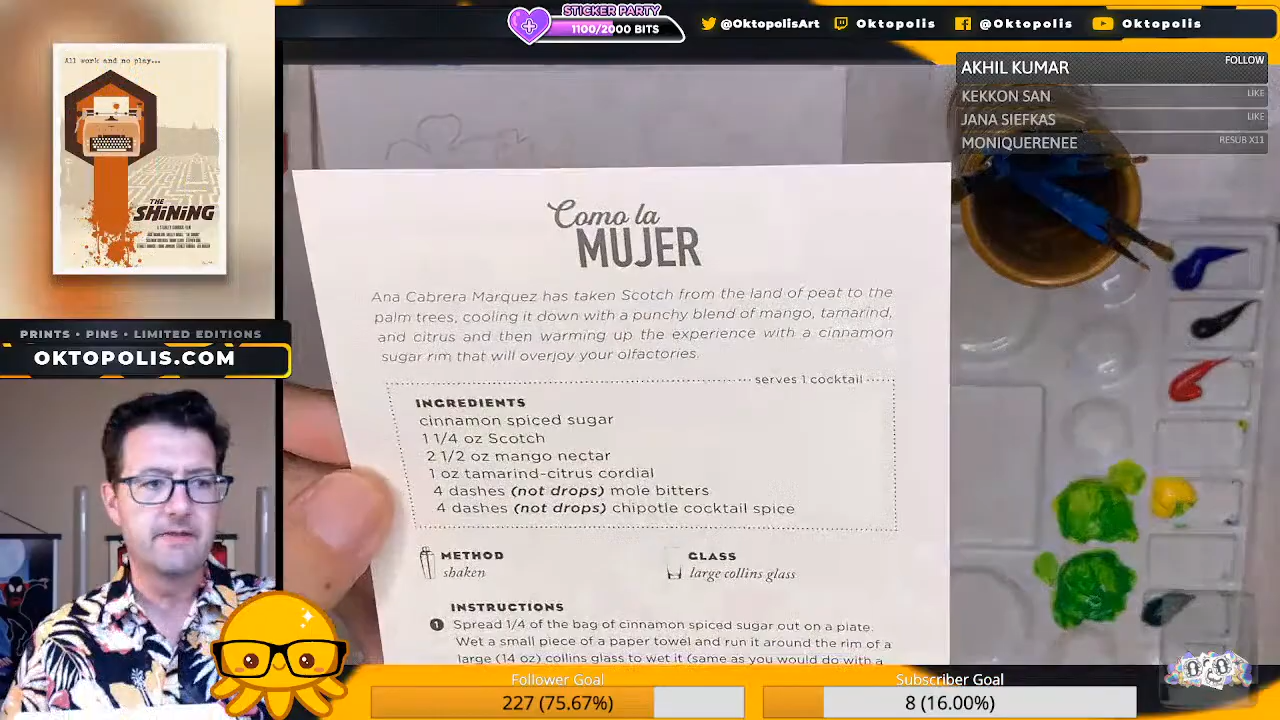 STICKER PARTY
1100/2000 BITS
@OktopolisArt
Oktopolis
@Oktopolis
Oktopolis
All work and no play...
THE
SHiNiNG
PRINTS • PINS • LIMITED EDITIONS
OKTOPOLIS.COM
AKHIL KUMAR
FOLLOW
KEKKON SAN
LIKE
JANA SIEFKAS
LIKE
MONIQUERENEE
RESUB X11
Como la
MUJER
Ana Cabrera Marquez has taken Scotch from the land of peat to the
palm trees, cooling it down with a punchy blend of mango, tamarind,
and citrus and then warming up the experience with a cinnamon
sugar rim that will overjoy your olfactories.
serves 1 cocktail
INGREDIENTS
cinnamon spiced sugar
1 1/4 oz Scotch
2 1/2 oz mango nectar
1 oz tamarind-citrus cordial
4 dashes (not drops) mole bitters
4 dashes (not drops) chipotle cocktail spice
METHOD
shaken
GLASS
large collins glass
INSTRUCTIONS
1 Spread 1/4 of the bag of cinnamon spiced sugar out on a plate.
Wet a small piece of a paper towel and run it around the rim of a
large (14 oz) collins glass to wet it (same as you would do with a
Follower Goal
227 (75.67%)
Subscriber Goal
8 (16.00%)